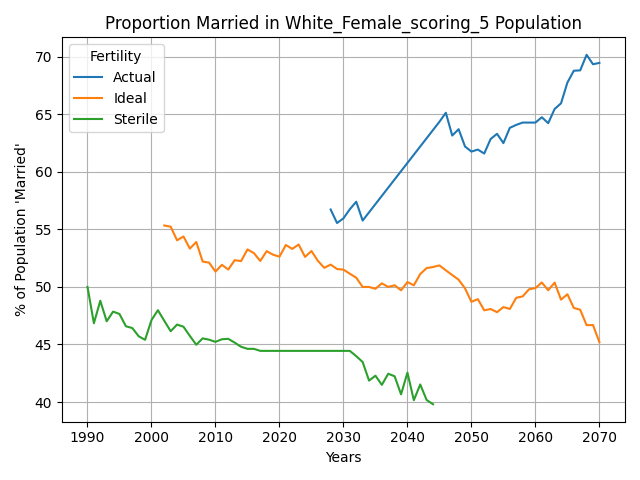 Proportion Married in White_Female_scoring_5 Population
Fertility
Actual
Ideal
Sterile
% of Population 'Married'
70
65
60
55
50
45
40
1990 2000 2010 2020 2030 2040 2050 2060 2070
Years